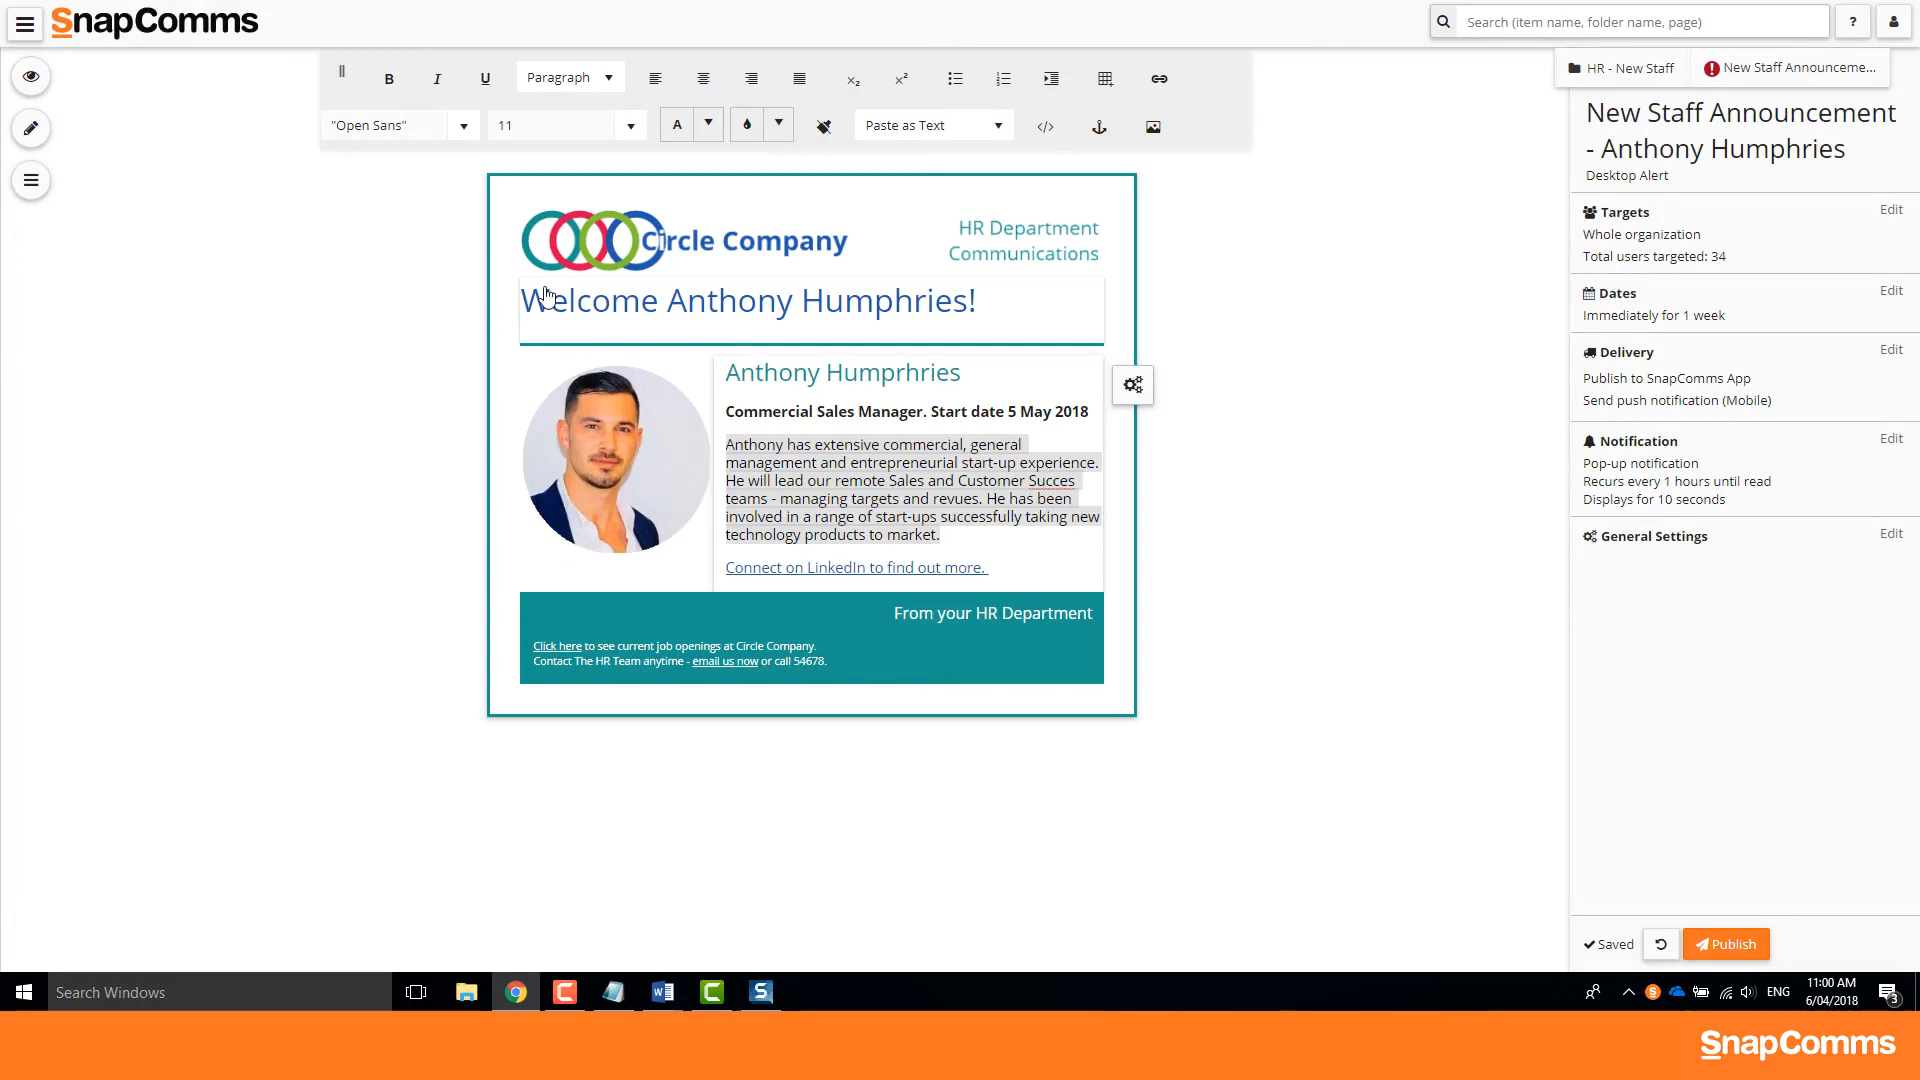 SnapComms
Search (item name, folder name, page)
?
B I U Paragraph x₂ x²
"Open Sans" 11 A Paste as Text </>
HR - New Staff
New Staff Announceme...
New Staff Announcement
- Anthony Humphries
Desktop Alert
Targets Edit
Whole organization
Total users targeted: 34
Dates Edit
Immediately for 1 week
Delivery Edit
Publish to SnapComms App
Send push notification (Mobile)
Notification Edit
Pop-up notification
Recurs every 1 hours until read
Displays for 10 seconds
General Settings Edit
Circle Company
HR Department
Communications
Welcome Anthony Humphries!
Anthony Humprhries
Commercial Sales Manager. Start date 5 May 2018
Anthony has extensive commercial, general
management and entrepreneurial start-up experience.
He will lead our remote Sales and Customer Succes
teams - managing targets and revues. He has been
involved in a range of start-ups successfully taking new
technology products to market.
Connect on LinkedIn to find out more.
From your HR Department
Click here to see current job openings at Circle Company.
Contact The HR Team anytime - email us now or call 54678.
Saved
Publish
Search Windows
ENG
11:00 AM
6/04/2018
3
SnapComms